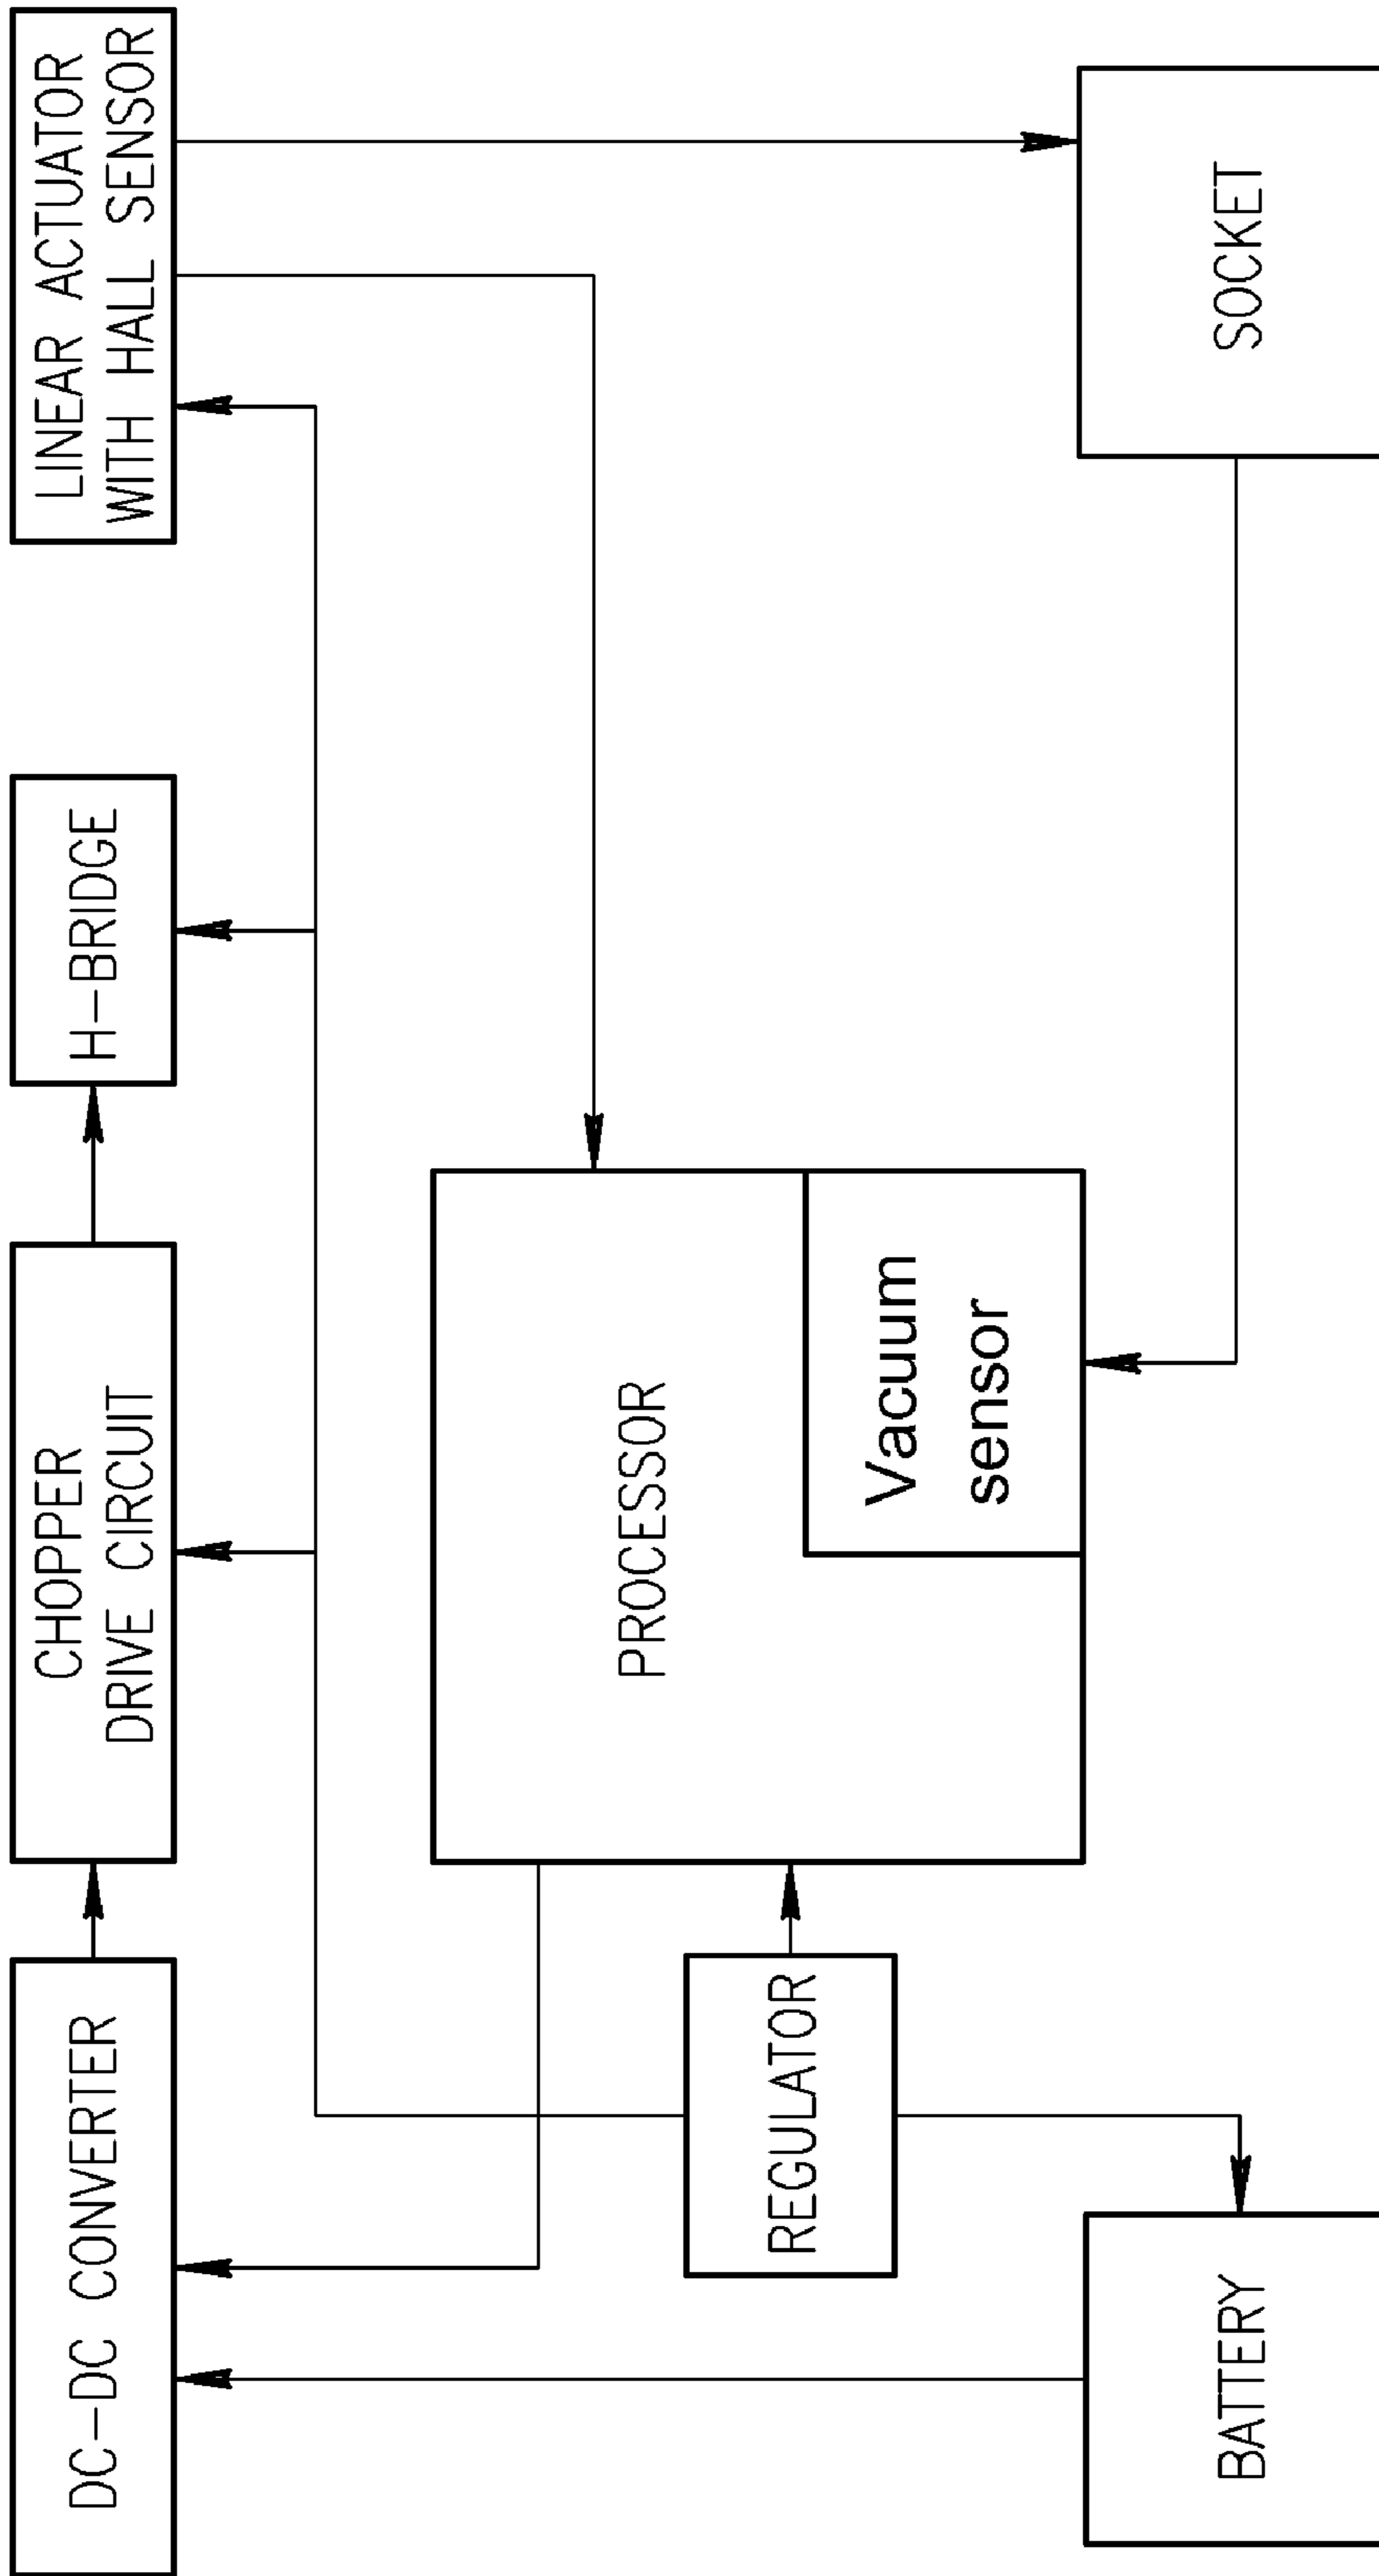 DC-DC CONVERTER
CHOPPER
DRIVE CIRCUIT
H-BRIDGE
LINEAR ACTUATOR
WITH HALL SENSOR
PROCESSOR
REGULATOR
Vacuum
sensor
BATTERY
SOCKET